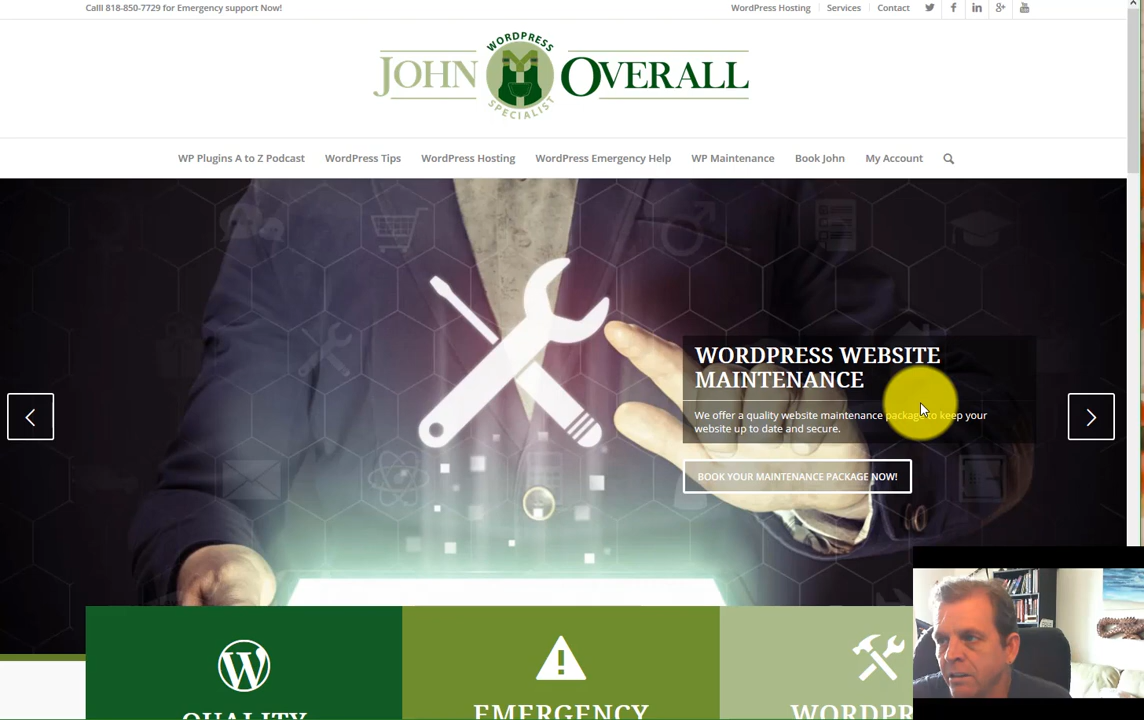 Calll 818-850-7729 for Emergency support Now!
WordPress Hosting Services Contact
WORDPRESS
JOHN OVERALL
SPECIALIST
WP Plugins A to Z Podcast WordPress Tips WordPress Hosting WordPress Emergency Help WP Maintenance Book John My Account
WORDPRESS WEBSITE
MAINTENANCE
We offer a quality website maintenance package to keep your
website up to date and secure.
BOOK YOUR MAINTENANCE PACKAGE NOW!
QUALITY EMERGENCY